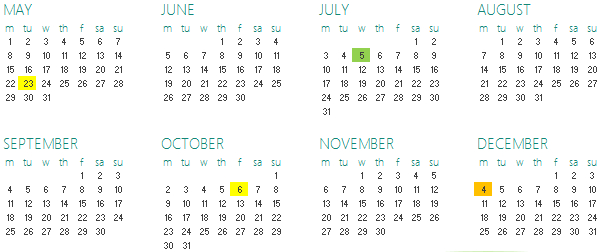 MAY
m tu w th f sa su
1 2 3 4 5 6 7
8 9 10 11 12 13 14
15 16 17 18 19 20 21
22 23 24 25 26 27 28
29 30 31
JUNE
m tu w th f sa su
1 2 3 4
5 6 7 8 9 10 11
12 13 14 15 16 17 18
19 20 21 22 23 24 25
26 27 28 29 30
JULY
m tu w th f sa su
1 2
3 4 5 6 7 8 9
10 11 12 13 14 15 16
17 18 19 20 21 22 23
24 25 26 27 28 29 30
31
AUGUST
m tu w th f sa su
1 2 3 4 5 6
7 8 9 10 11 12 13
14 15 16 17 18 19 20
21 22 23 24 25 26 27
28 29 30 31
SEPTEMBER
m tu w th f sa su
1 2 3
4 5 6 7 8 9 10
11 12 13 14 15 16 17
18 19 20 21 22 23 24
25 26 27 28 29 30
OCTOBER
m tu w th f sa su
1
2 3 4 5 6 7 8
9 10 11 12 13 14 15
16 17 18 19 20 21 22
23 24 25 26 27 28 29
30 31
NOVEMBER
m tu w th f sa su
1 2 3 4 5
6 7 8 9 10 11 12
13 14 15 16 17 18 19
20 21 22 23 24 25 26
27 28 29 30
DECEMBER
m tu w th f sa su
1 2 3
4 5 6 7 8 9 10
11 12 13 14 15 16 17
18 19 20 21 22 23 24
25 26 27 28 29 30 31